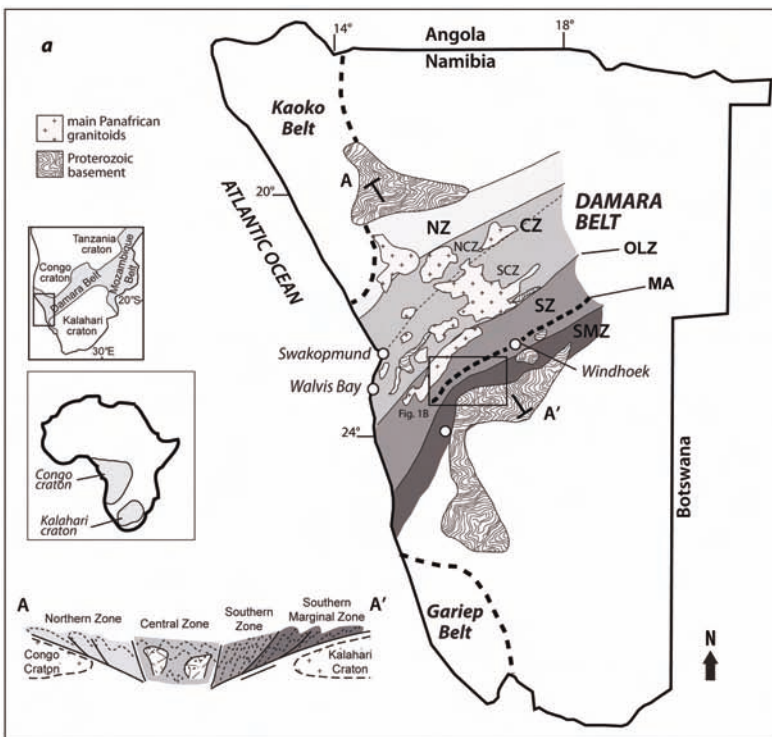 a
14°
18°
Angola
Namibia
main Panafrican
granitoids
Proterozoic
basement
Kaoko
Belt
20°
A
ATLANTIC OCEAN
NZ
CZ
NCZ
SCZ
DAMARA
BELT
OLZ
MA
SZ
SMZ
Tanzania
craton
Congo
craton
Mozambique
Belt
Damara Belt
20°S
Kalahari
craton
30°E
Swakopmund
Walvis Bay
Windhoek
Fig. 1B
A'
24°
Botswana
Congo
craton
Kalahari
craton
Gariep
Belt
N
A
A'
Northern Zone
Central Zone
Southern
Zone
Southern
Marginal Zone
Congo
Craton
Kalahari
Craton